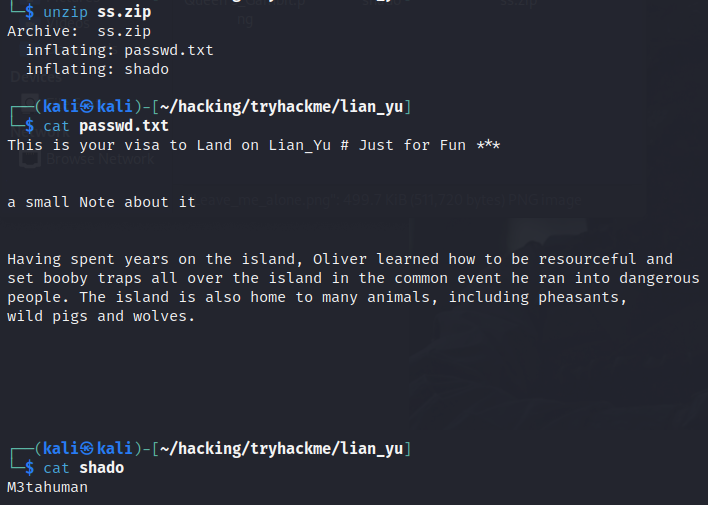 └─$ unzip ss.zip
Archive:  ss.zip
  inflating: passwd.txt
  inflating: shado
┌──(kali㉿kali)-[~/hacking/tryhackme/lian_yu]
└─$ cat passwd.txt
This is your visa to Land on Lian_Yu # Just for Fun ***
a small Note about it
Having spent years on the island, Oliver learned how to be resourceful and
set booby traps all over the island in the common event he ran into dangerous
people. The island is also home to many animals, including pheasants,
wild pigs and wolves.
┌──(kali㉿kali)-[~/hacking/tryhackme/lian_yu]
└─$ cat shado
M3tahuman